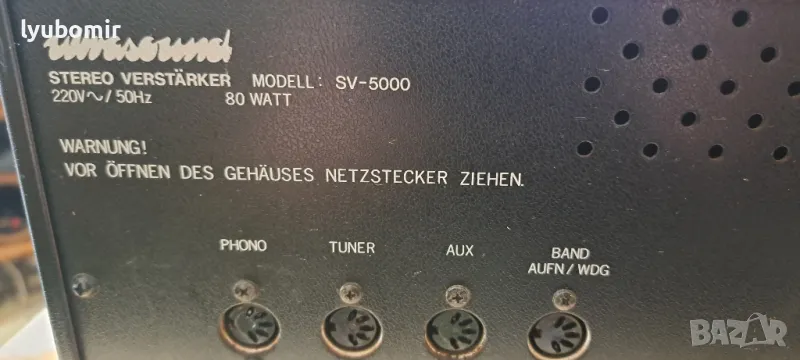 lyubomir
STEREO VERSTÄRKER MODELL: SV-5000
220V~/50Hz 80 WATT
WARNUNG!
VOR ÖFFNEN DES GEHÄUSES NETZSTECKER ZIEHEN.
PHONO TUNER AUX BAND
AUFN/WDG
BAZAR